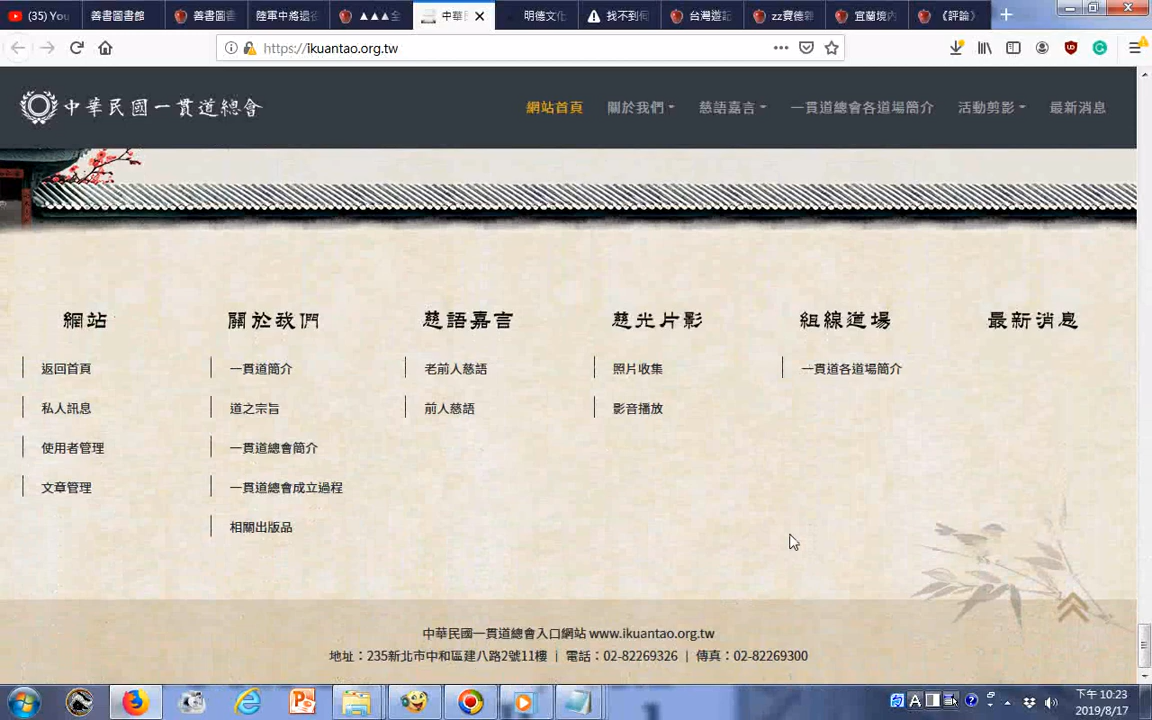 (35) You
善書圖書館
善書圖書
陸軍中將還
▲▲▲全
中華
明德文化
找不到伺
台灣遊記
zz寶德
宜蘭境內
《評論》
https://ikuantao.org.tw
中華民國一貫道總會
網站首頁 關於我們 慈語嘉言 一貫道總會各道場簡介 活動剪影 最新消息
網站 關於我們 慈語嘉言 慈光片影 組線道場 最新消息
返回首頁 一貫道簡介 老前人慈語 照片收集 一貫道各道場簡介
私人訊息 道之宗旨 前人慈語 影音播放
使用者管理 一貫道總會簡介
文章管理 一貫道總會成立過程
相關出版品
中華民國一貫道總會入口網站 www.ikuantao.org.tw
地址：235新北市中和區建八路2號11樓 | 電話：02-82269326 | 傳真：02-82269300
下午 10:23
2019/8/17